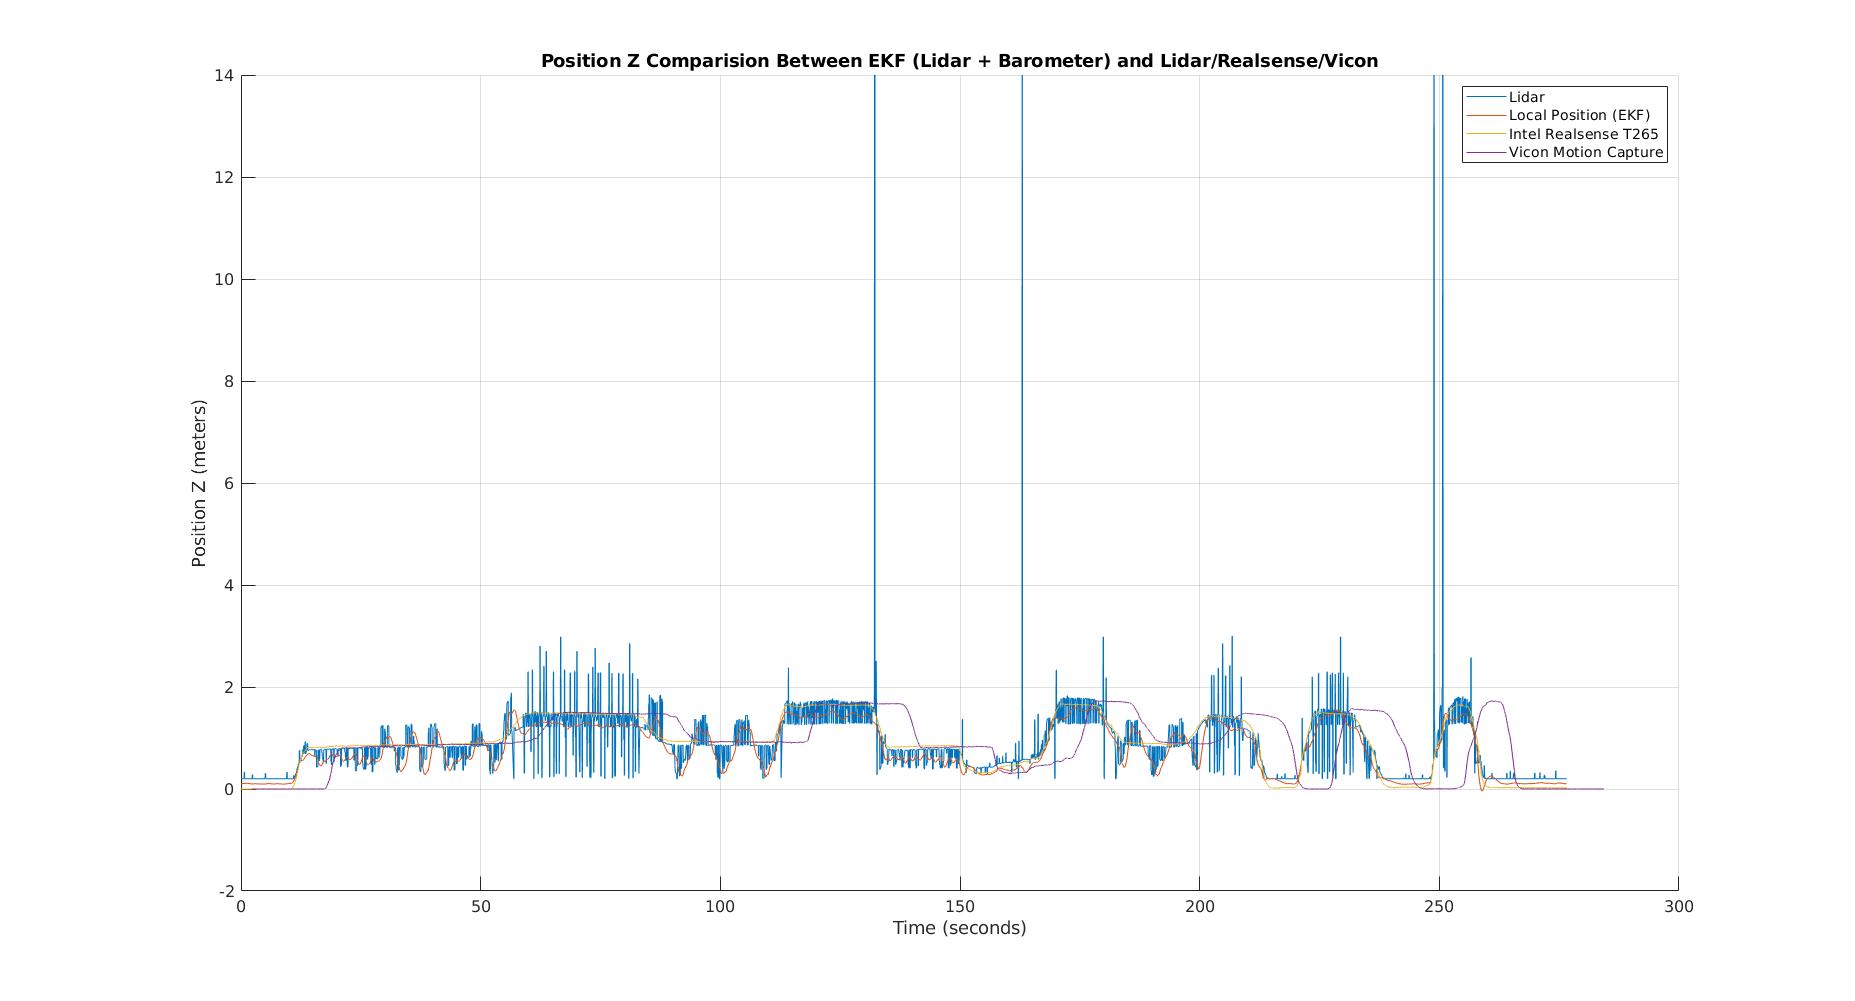 Position Z Comparision Between EKF (Lidar + Barometer) and Lidar/Realsense/Vicon
14
12
10
8
6
4
2
0
-2
Position Z (meters)
Lidar
Local Position (EKF)
Intel Realsense T265
Vicon Motion Capture
0 50 100 150 200 250 300
Time (seconds)